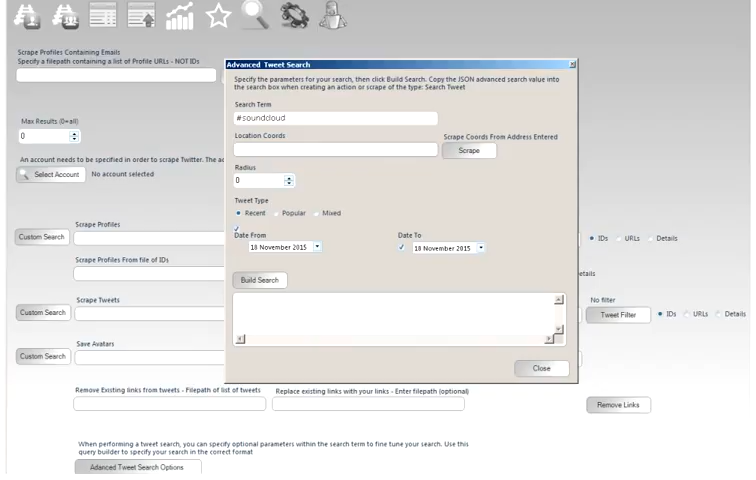 Scrape Profiles Containing Emails
Specify a filepath containing a list of Profile URLs - NOT IDs
Max Results (0=all)
0
An account needs to be specified in order to scrape Twitter. The ac
Select Account
No account selected
Advanced Tweet Search
Specify the parameters for your search, then click Build Search. Copy the JSON advanced search value into
the search box when creating an action or scrape of the type: Search Tweet
Search Term
#soundcloud
Location Coords
Scrape Coords From Address Entered
Scrape
Radius
0
Tweet Type
Recent Popular Mixed
Date From
Date To
18 November 2015
18 November 2015
Build Search
Close
Scrape Profiles
Custom Search
IDs URLs Details
Scrape Profiles From file of IDs
etails
Scrape Tweets
No filter
Custom Search
Tweet Filter
IDs URLs Details
Save Avatars
Custom Search
Remove Existing links from tweets - Filepath of list of tweets
Replace existing links with your links - Enter filepath (optional)
Remove Links
When performing a tweet search, you can specify optional parameters within the search term to fine tune your search. Use this
query builder to specify your search in the correct format
Adanced Tweet Search Options